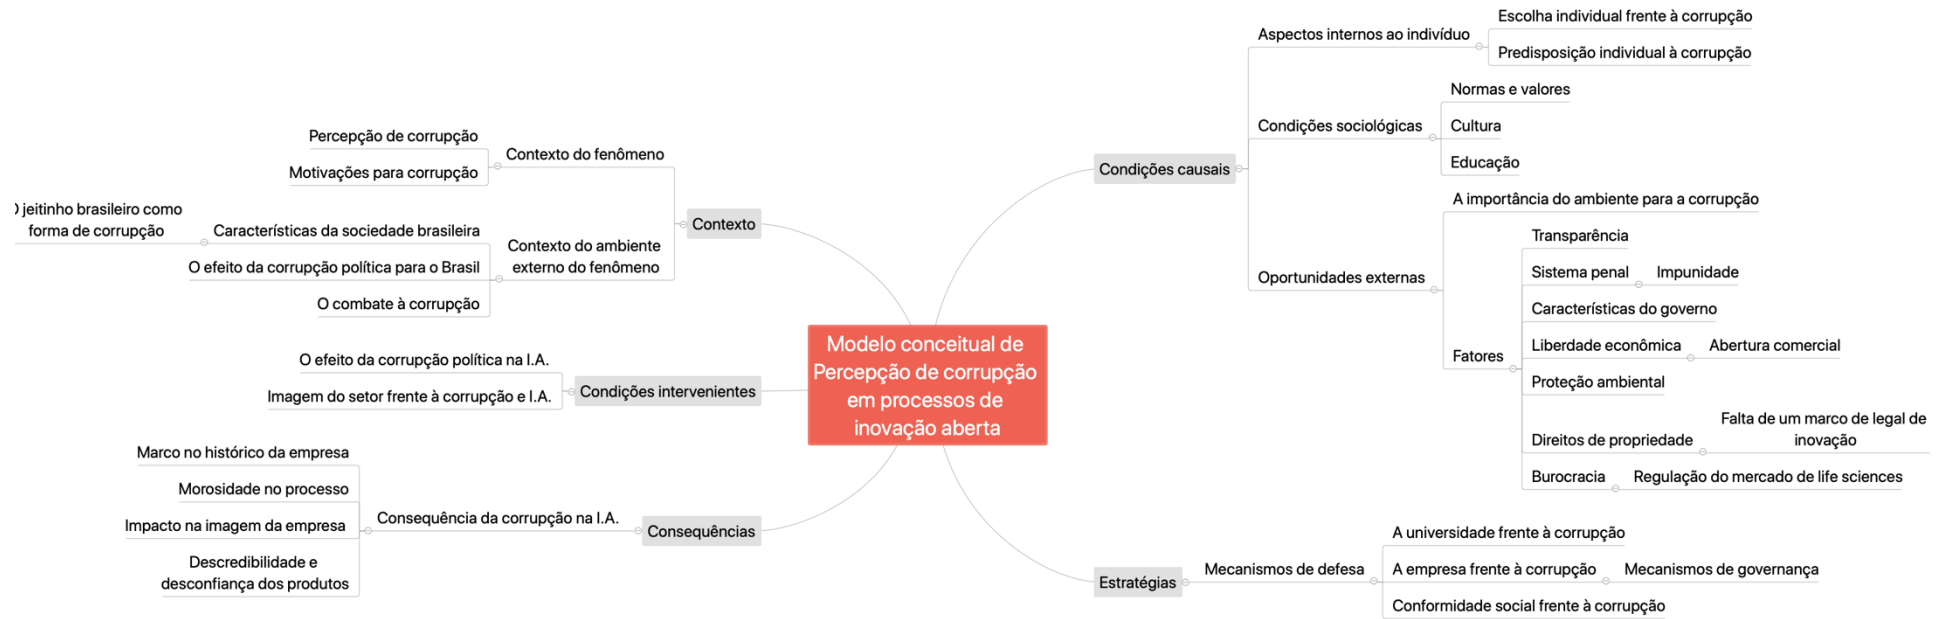 Modelo conceitual de
Percepção de corrupção
em processos de
inovação aberta
Condições causais
Aspectos internos ao indivíduo
Escolha individual frente à corrupção
Predisposição individual à corrupção
Condições sociológicas
Normas e valores
Cultura
Educação
Oportunidades externas
A importância do ambiente para a corrupção
Fatores
Transparência
Sistema penal
Impunidade
Características do governo
Liberdade econômica
Abertura comercial
Proteção ambiental
Direitos de propriedade
Falta de um marco de legal de
inovação
Burocracia
Regulação do mercado de life sciences
Estratégias
Mecanismos de defesa
A universidade frente à corrupção
A empresa frente à corrupção
Mecanismos de governança
Conformidade social frente à corrupção
Contexto
Contexto do fenômeno
Percepção de corrupção
Motivações para corrupção
Contexto do ambiente
externo do fenômeno
Características da sociedade brasileira
jeitinho brasileiro como
forma de corrupção
O efeito da corrupção política para o Brasil
O combate à corrupção
Condições intervenientes
O efeito da corrupção política na I.A.
Imagem do setor frente à corrupção e I.A.
Consequências
Consequência da corrupção na I.A.
Marco no histórico da empresa
Morosidade no processo
Impacto na imagem da empresa
Descredibilidade e
desconfiança dos produtos